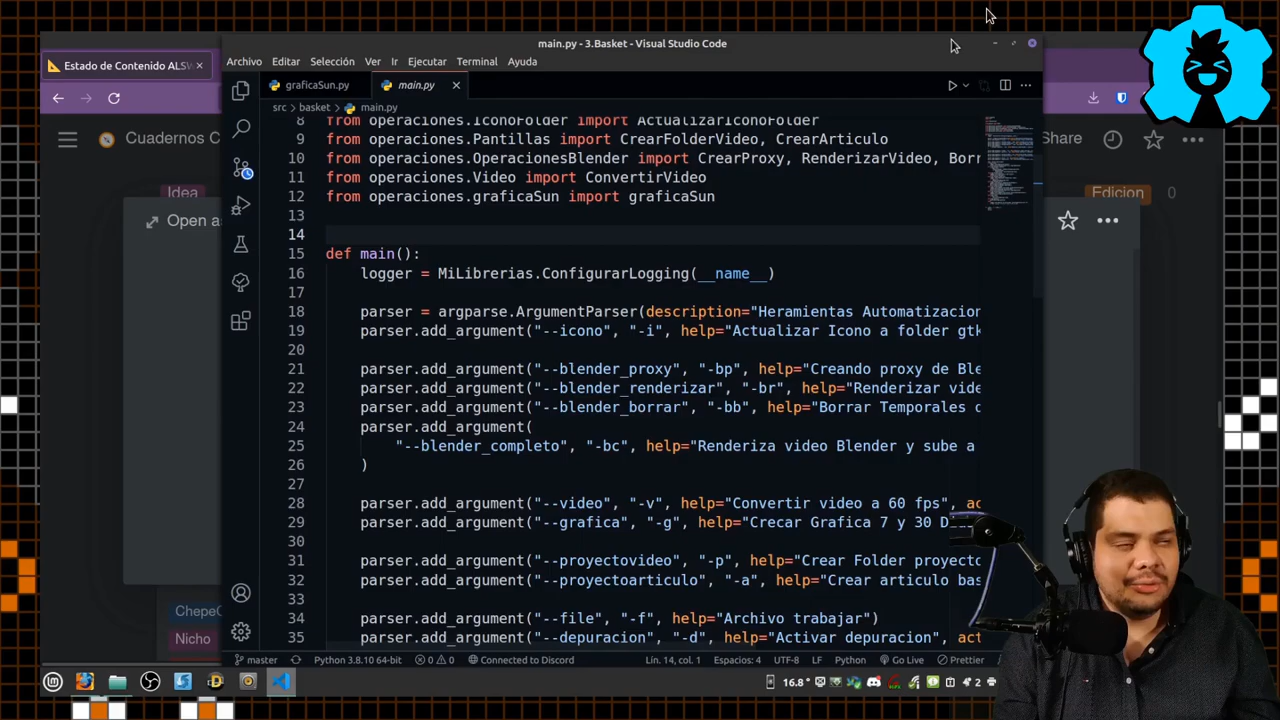 main.py - 3.Basket - Visual Studio Code
Estado de Contenido ALSW
Archivo Editar Selección Ver Ir Ejecutar Terminal Ayuda
graficaSun.py
main.py
src > basket > main.py
Cuadernos C
Share
Idea
Edicion 0
Open as
8 from operaciones.IconoFolder import ActualizarIconoFolder
9 from operaciones.Pantillas import CrearFolderVideo, CrearArticulo
10 from operaciones.OperacionesBlender import CrearProxy, RenderizarVideo, Borr
11 from operaciones.Video import ConvertirVideo
12 from operaciones.graficaSun import graficaSun
13
14
15 def main():
16 logger = MiLibrerias.ConfigurarLogging(__name__)
17
18 parser = argparse.ArgumentParser(description="Heramientas Automatizacion
19 parser.add_argument("--icono", "-i", help="Actualizar Icono a folder gtk
20
21 parser.add_argument("--blender_proxy", "-bp", help="Creando proxy de Ble
22 parser.add_argument("--blender_renderizar", "-br", help="Renderizar vide
23 parser.add_argument("--blender_borrar", "-bb", help="Borrar Temporales d
24 parser.add_argument(
25 "--blender_completo", "-bc", help="Renderiza video Blender y sube a
26 )
27
28 parser.add_argument("--video", "-v", help="Convertir video a 60 fps", ac
29 parser.add_argument("--grafica", "-g", help="Crecar Grafica 7 y 30 D
30
31 parser.add_argument("--proyectovideo", "-p", help="Crear Folder proyecto
32 parser.add_argument("--proyectoarticulo", "-a", help="Crear articulo bas
33
34 parser.add_argument("--file", "-f", help="Archivo trabajar")
35 parser.add_argument("--depuracion", "-d", help="Activar depuracion", act
Nicho
master
Python 3.8.10 64-bit
0 0
Connected to Discord
Lín. 14, col. 1
Espacios: 4
UTF-8
LF
Python
Go Live
Prettier
16.8°
2